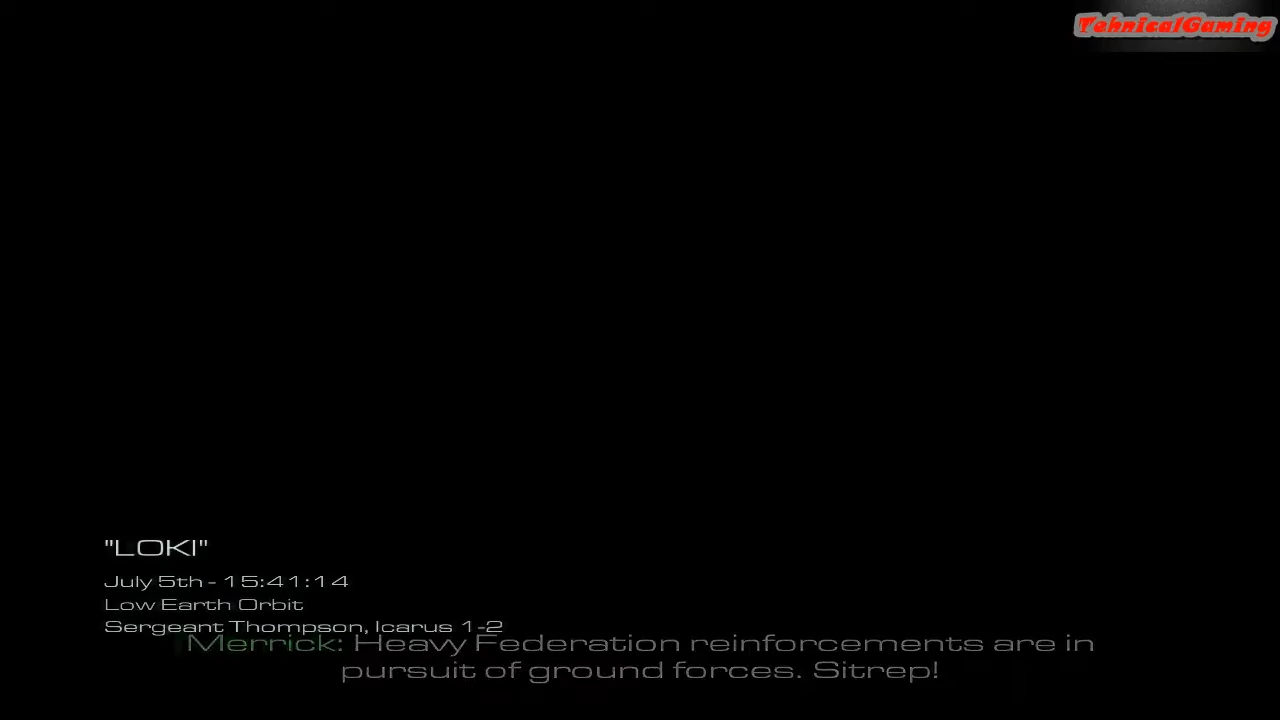 TehnicalGaming
"LOKI"
July 5th - 15:41:14
Low Earth Orbit
Sergeant Thompson, Icarus 1-2
Merrick: Heavy Federation reinforcements are in
pursuit of ground forces. Sitrep!